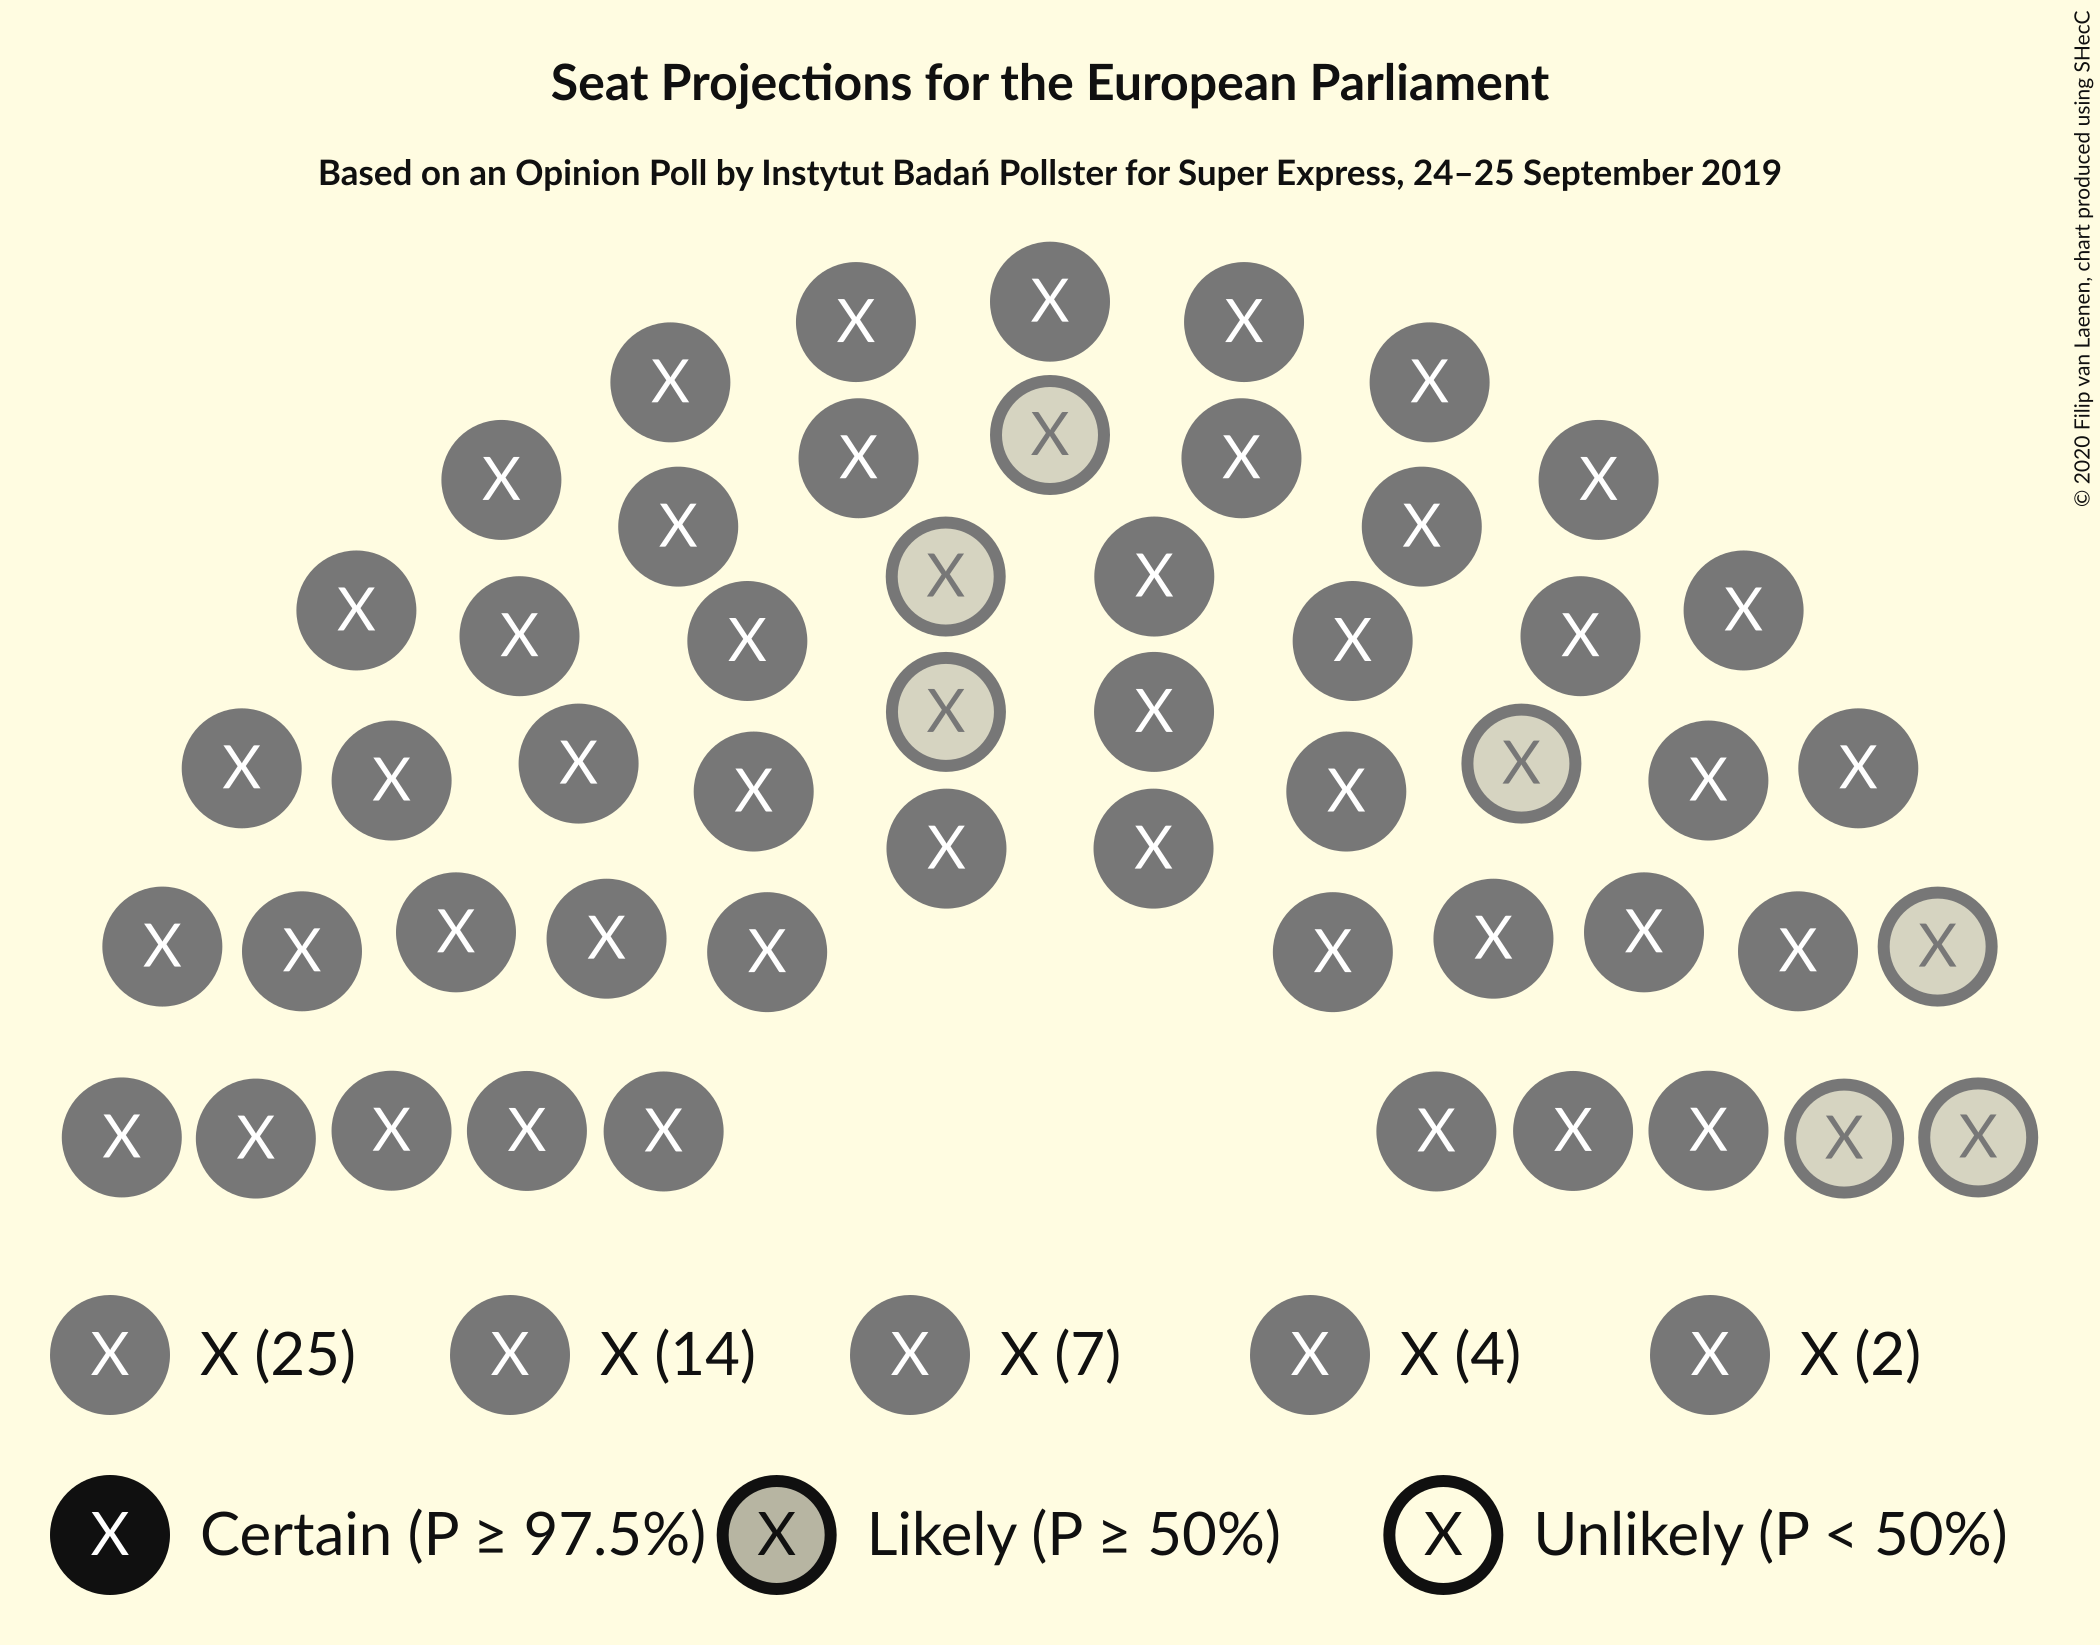 Seat Projections for the European Parliament
Based on an Opinion Poll by Instytut Badań Pollster for Super Express, 24–25 September 2019
© 2020 Filip van Laenen, chart produced using SHecC
X
X X
X X
X
X X
X X
X X
X X
X X
X X
X X
X X
X X
X X
X X
X X X X
X X
X X X X
X X
X X
X X X X
X X X X
X X
X X X X
X X X X X X
X X X X
X (25) X (14) X (7) X (4) X (2)
X Certain (P ≥ 97.5%) X Likely (P ≥ 50%) X Unlikely (P < 50%)